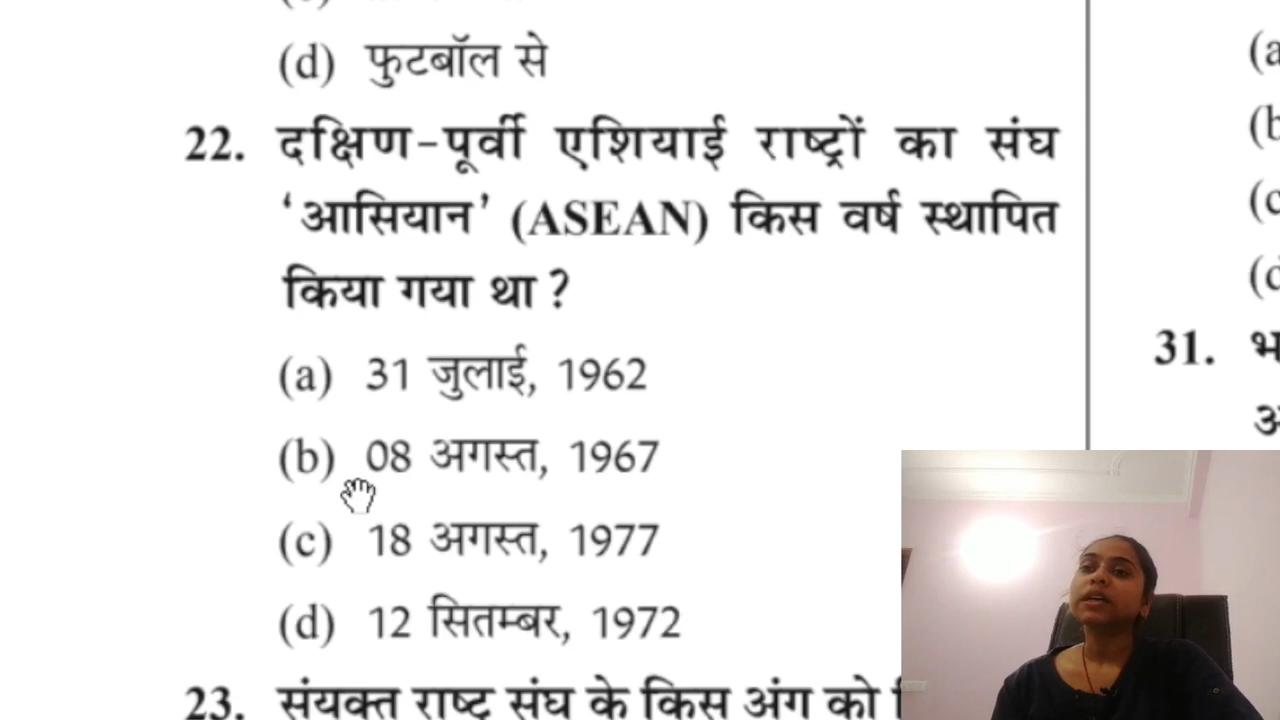 (d) फुटबॉल से
22. दक्षिण-पूर्वी एशियाई राष्ट्रों का संघ
‘आसियान’ (ASEAN) किस वर्ष स्थापित
किया गया था ?
(a) 31 जुलाई, 1962
(b) 08 अगस्त, 1967
(c) 18 अगस्त, 1977
(d) 12 सितम्बर, 1972
23. संयुक्त राष्ट्र संघ के किस अंग को
31.